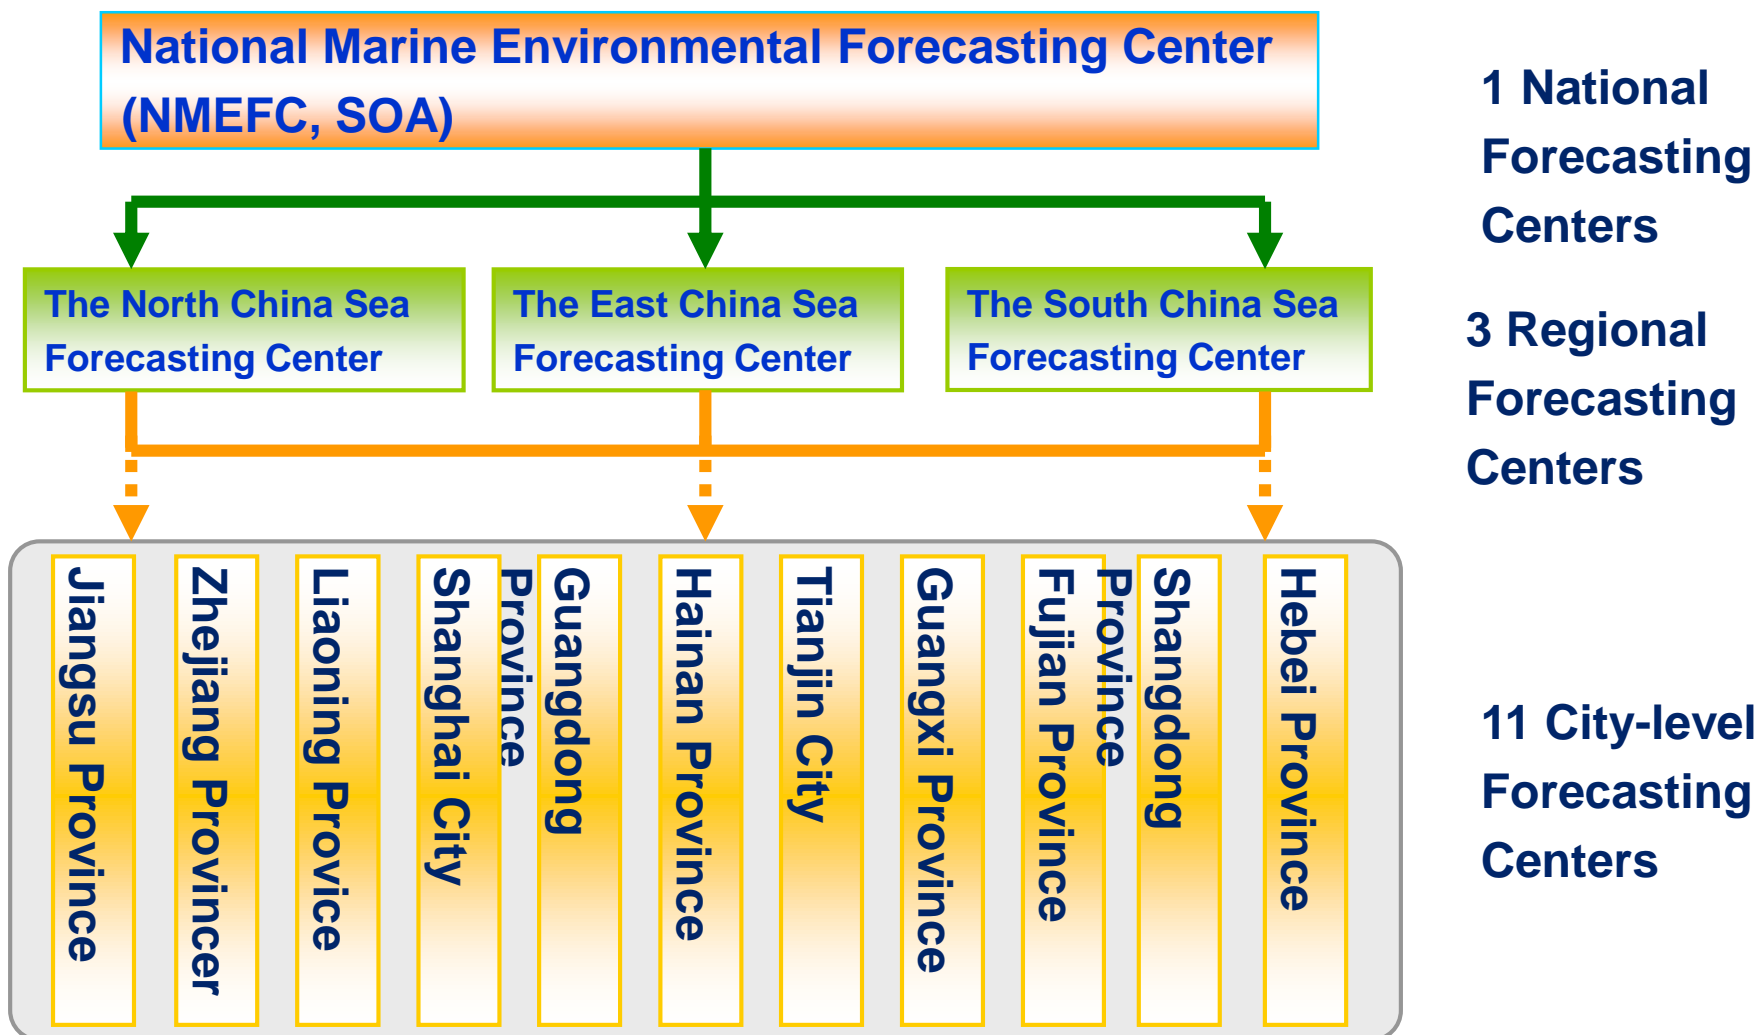 National Marine Environmental Forecasting Center
(NMEFC, SOA)
1 National
Forecasting
Centers
The North China Sea
Forecasting Center
The East China Sea
Forecasting Center
The South China Sea
Forecasting Center
3 Regional
Forecasting
Centers
Jiangsu Province
Zhejiang Provincer
Liaoning Provice
Shanghai City
Guangdong
Province
Hainan Province
Tianjin City
Guangxi Province
Fujian Province
Shangdong
Province
Hebei Province
11 City-level
Forecasting
Centers